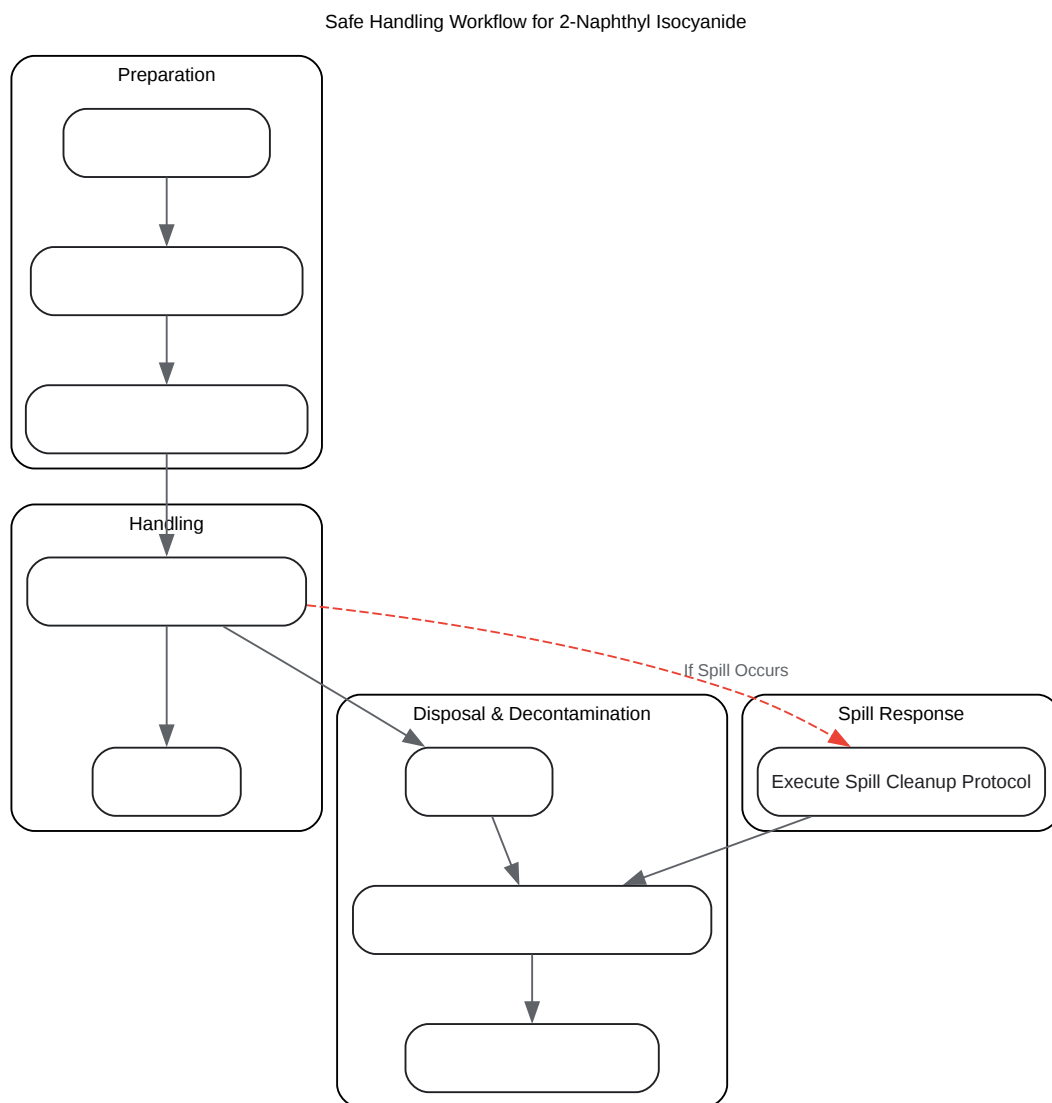 Safe Handling Workflow for 2-Naphthyl Isocyanide
Preparation
Handling
If Spill Occurs
Disposal & Decontamination
Spill Response
Execute Spill Cleanup Protocol